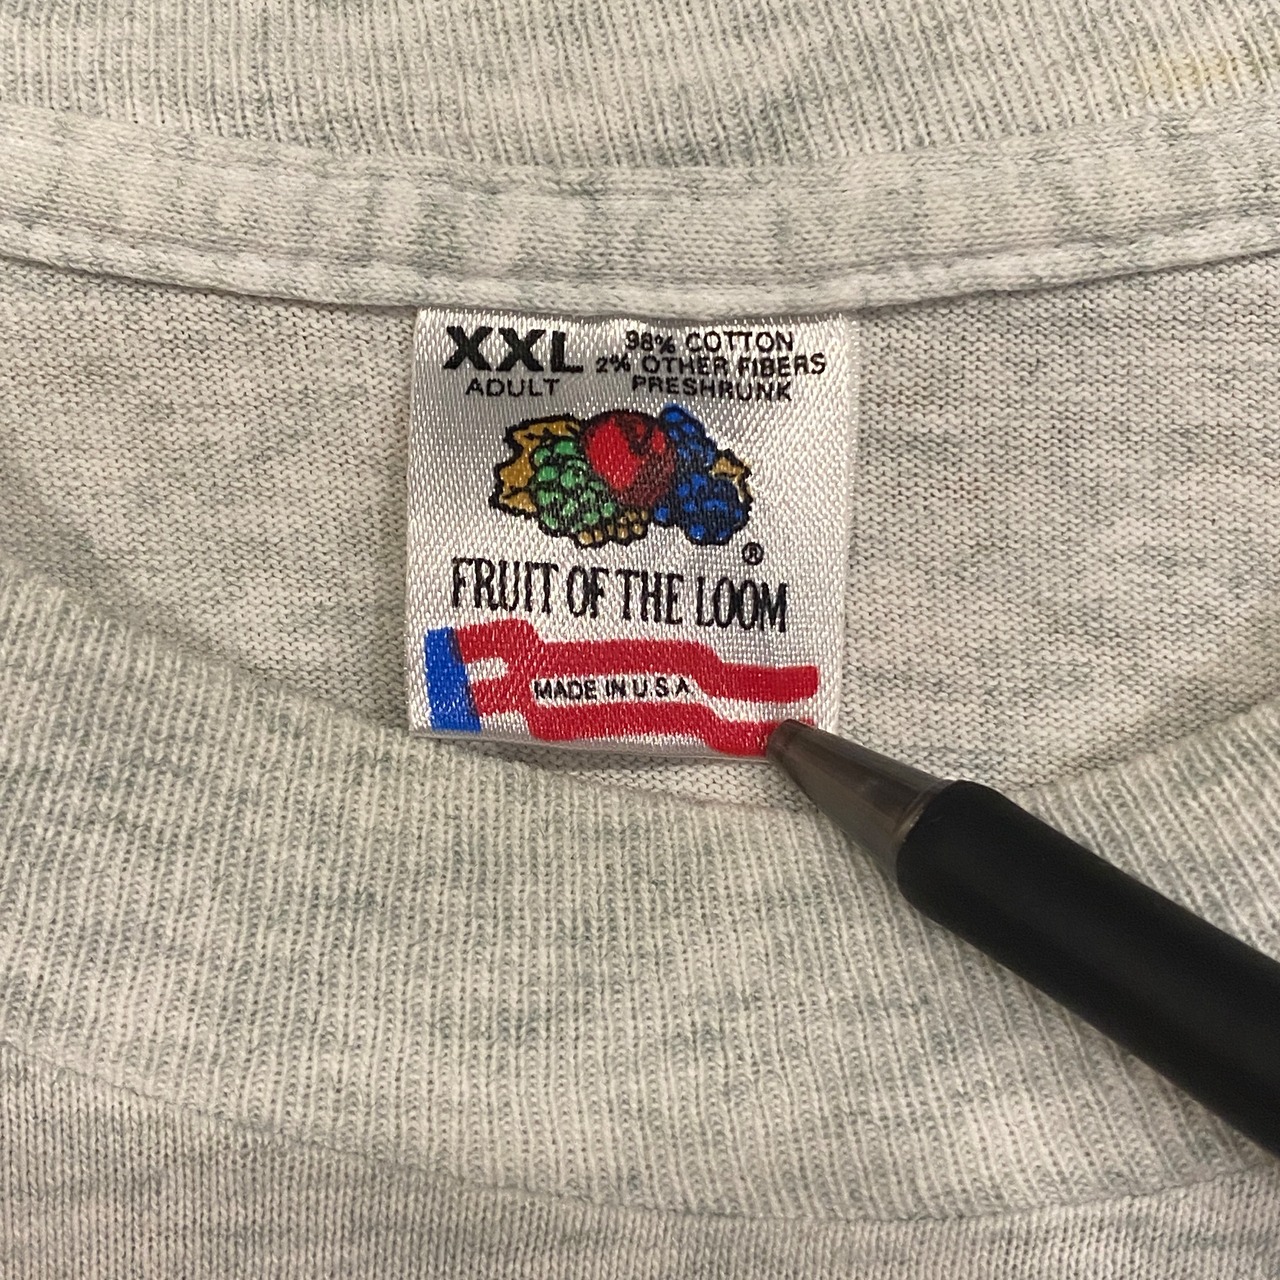 XXL
ADULT
98% COTTON
2% OTHER FIBERS
PRESHRUNK
®
FRUIT OF THE LOOM
MADE IN U.S.A.